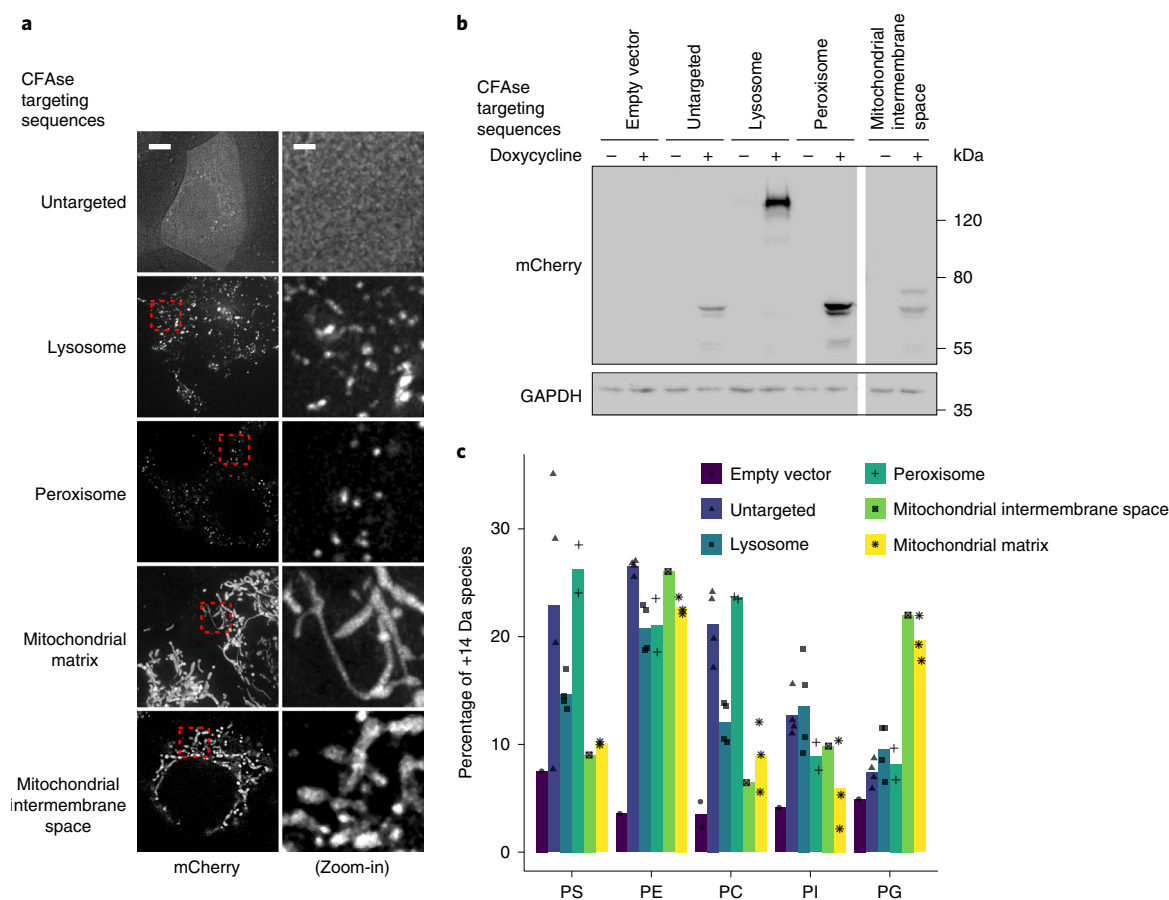 a
CFAse
targeting
sequences
Untargeted
Lysosome
Peroxisome
Mitochondrial
matrix
Mitochondrial
intermembrane
space
mCherry
(Zoom-in)
b
CFAse
targeting
sequences
Empty vector
Untargeted
Lysosome
Peroxisome
Mitochondrial
intermembrane
space
Doxycycline
− + − + − + − + − +
kDa
mCherry
120
80
55
GAPDH
35
c
Percentage of +14 Da species
30
20
10
0
Empty vector
Untargeted
Lysosome
Peroxisome
Mitochondrial intermembrane space
Mitochondrial matrix
PS PE PC PI PG